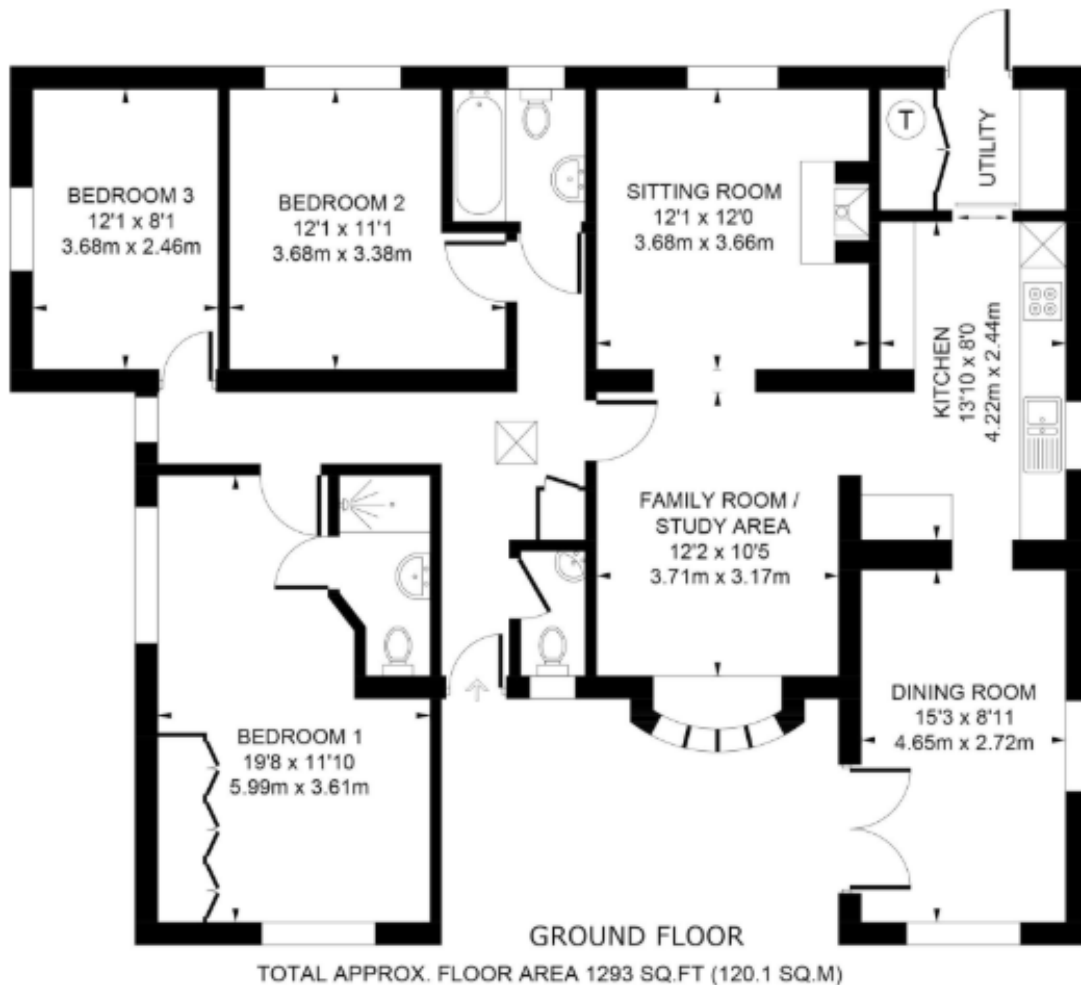 BEDROOM 3
12'1 x 8'1
3.68m x 2.46m
BEDROOM 2
12'1 x 11'1
3.68m x 3.38m
SITTING ROOM
12'1 x 12'0
3.68m x 3.66m
T
UTILITY
KITCHEN
13'10 x 8'0
4.22m x 2.44m
FAMILY ROOM /
STUDY AREA
12'2 x 10'5
3.71m x 3.17m
DINING ROOM
15'3 x 8'11
4.65m x 2.72m
BEDROOM 1
19'8 x 11'10
5.99m x 3.61m
GROUND FLOOR
TOTAL APPROX. FLOOR AREA 1293 SQ.FT (120.1 SQ.M)